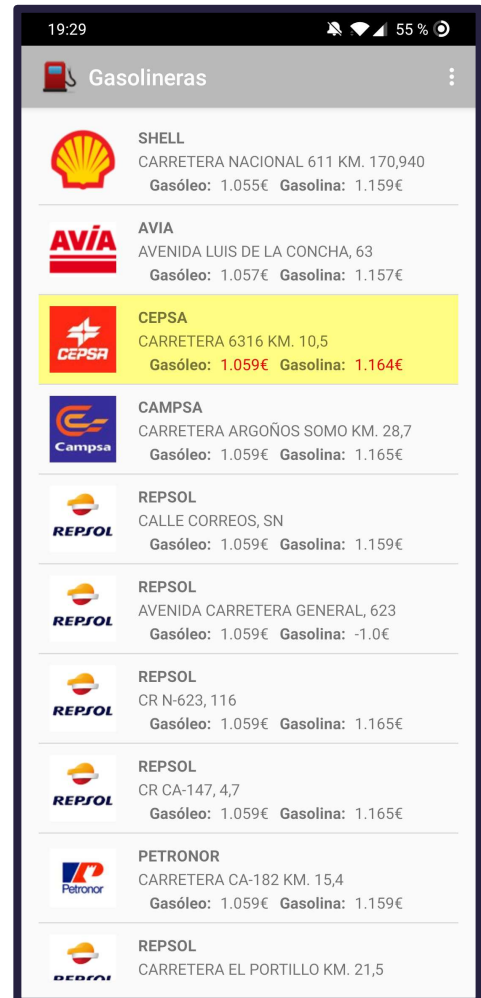 19:29
55 %
Gasolineras
SHELL
CARRETERA NACIONAL 611 KM. 170,940
Gasóleo: 1.055€ Gasolina: 1.159€
AVIA
AVIA
AVENIDA LUIS DE LA CONCHA, 63
Gasóleo: 1.057€ Gasolina: 1.157€
CEPSA
CEPSA
CARRETERA 6316 KM. 10,5
Gasóleo: 1.059€ Gasolina: 1.164€
Campsa
CAMPSA
CARRETERA ARGOÑOS SOMO KM. 28,7
Gasóleo: 1.059€ Gasolina: 1.165€
REPSOL
REPSOL
CALLE CORREOS, SN
Gasóleo: 1.059€ Gasolina: 1.159€
REPSOL
REPSOL
AVENIDA CARRETERA GENERAL, 623
Gasóleo: 1.059€ Gasolina: -1.0€
REPSOL
REPSOL
CR N-623, 116
Gasóleo: 1.059€ Gasolina: 1.165€
REPSOL
REPSOL
CR CA-147, 4,7
Gasóleo: 1.059€ Gasolina: 1.165€
Petronor
PETRONOR
CARRETERA CA-182 KM. 15,4
Gasóleo: 1.059€ Gasolina: 1.159€
REPSOL
REPSOL
CARRETERA EL PORTILLO KM. 21,5